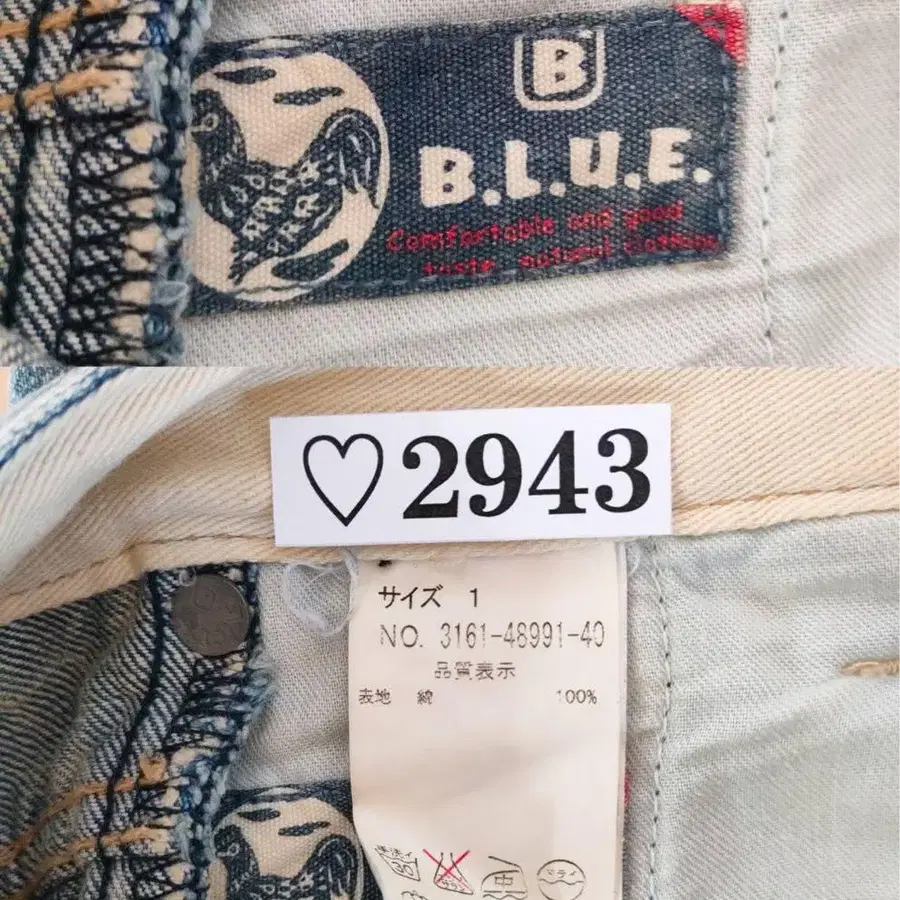 B
B.L.U.E.
Comfortable and good
taste natural clothing
♡2943
サイズ 1
NO. 3161-48991-40
品質表示
表地 綿 100%